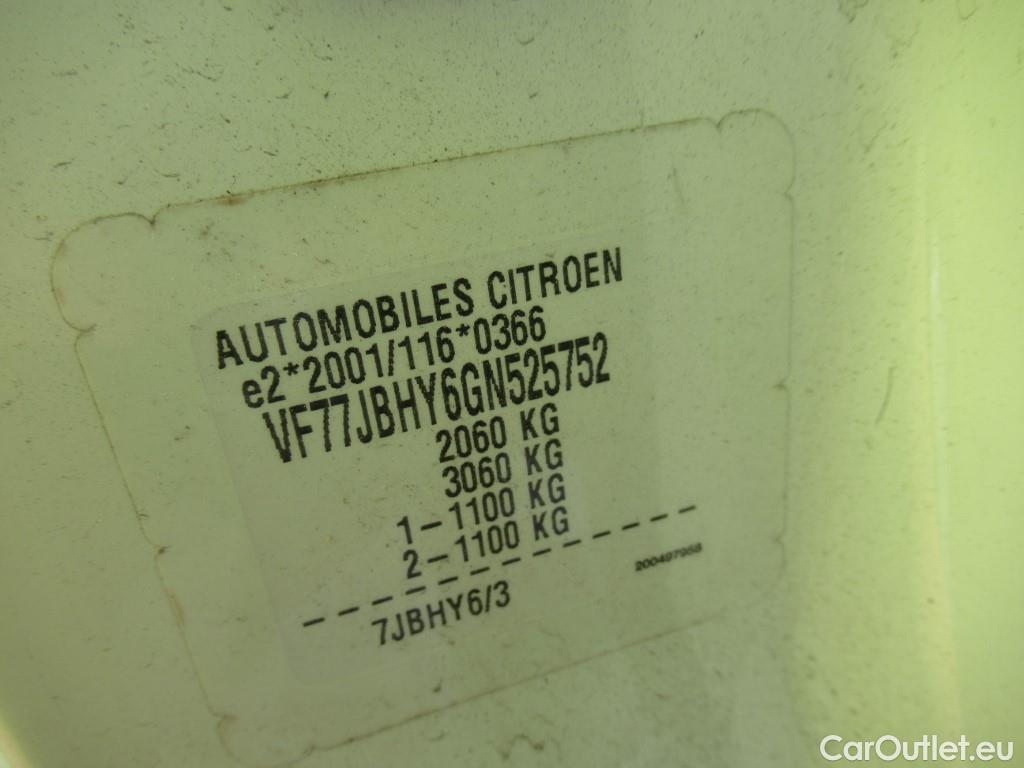 AUTOMOBILES CITROEN
e2*2001/116*0366
VF77JBHY6GN525752
2060 KG
3060 KG
1-1100 KG
2-1100 KG
200497958
7JBHY6/3
CarOutlet.eu